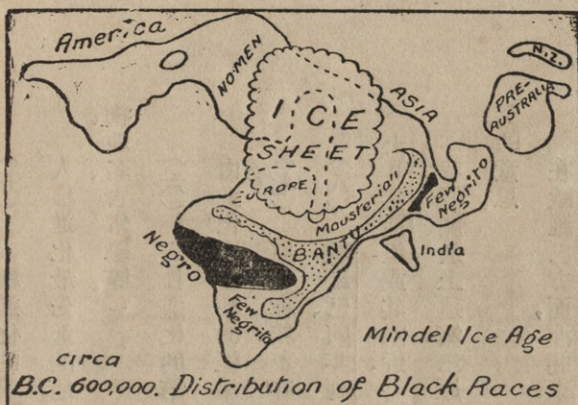 America
NO-MEN
ICE
SHEET
UROPE
ASIA
N.Z.
PRE-
AUSTRALIA
Mousterian
BANTU
Few
Negrito
Negro
Few
Negrito
India
Mindel Ice Age
circa
B.C. 600,000. Distribution of Black Races